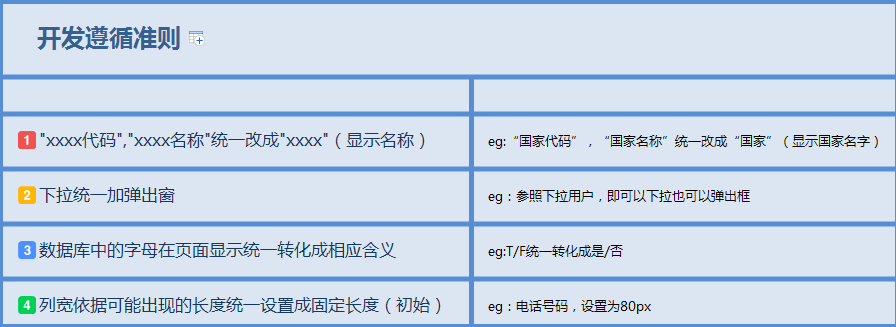 开发遵循准则
1 "xxxx代码","xxxx名称"统一改成"xxxx"（显示名称）
eg:“国家代码”，“国家名称”统一改成“国家”（显示国家名字）
2 下拉统一加弹出窗
eg：参照下拉用户，即可以下拉也可以弹出框
3 数据库中的字母在页面显示统一转化成相应含义
eg:T/F统一转化成是/否
4 列宽依据可能出现的长度统一设置成固定长度（初始）
eg：电话号码，设置为80px